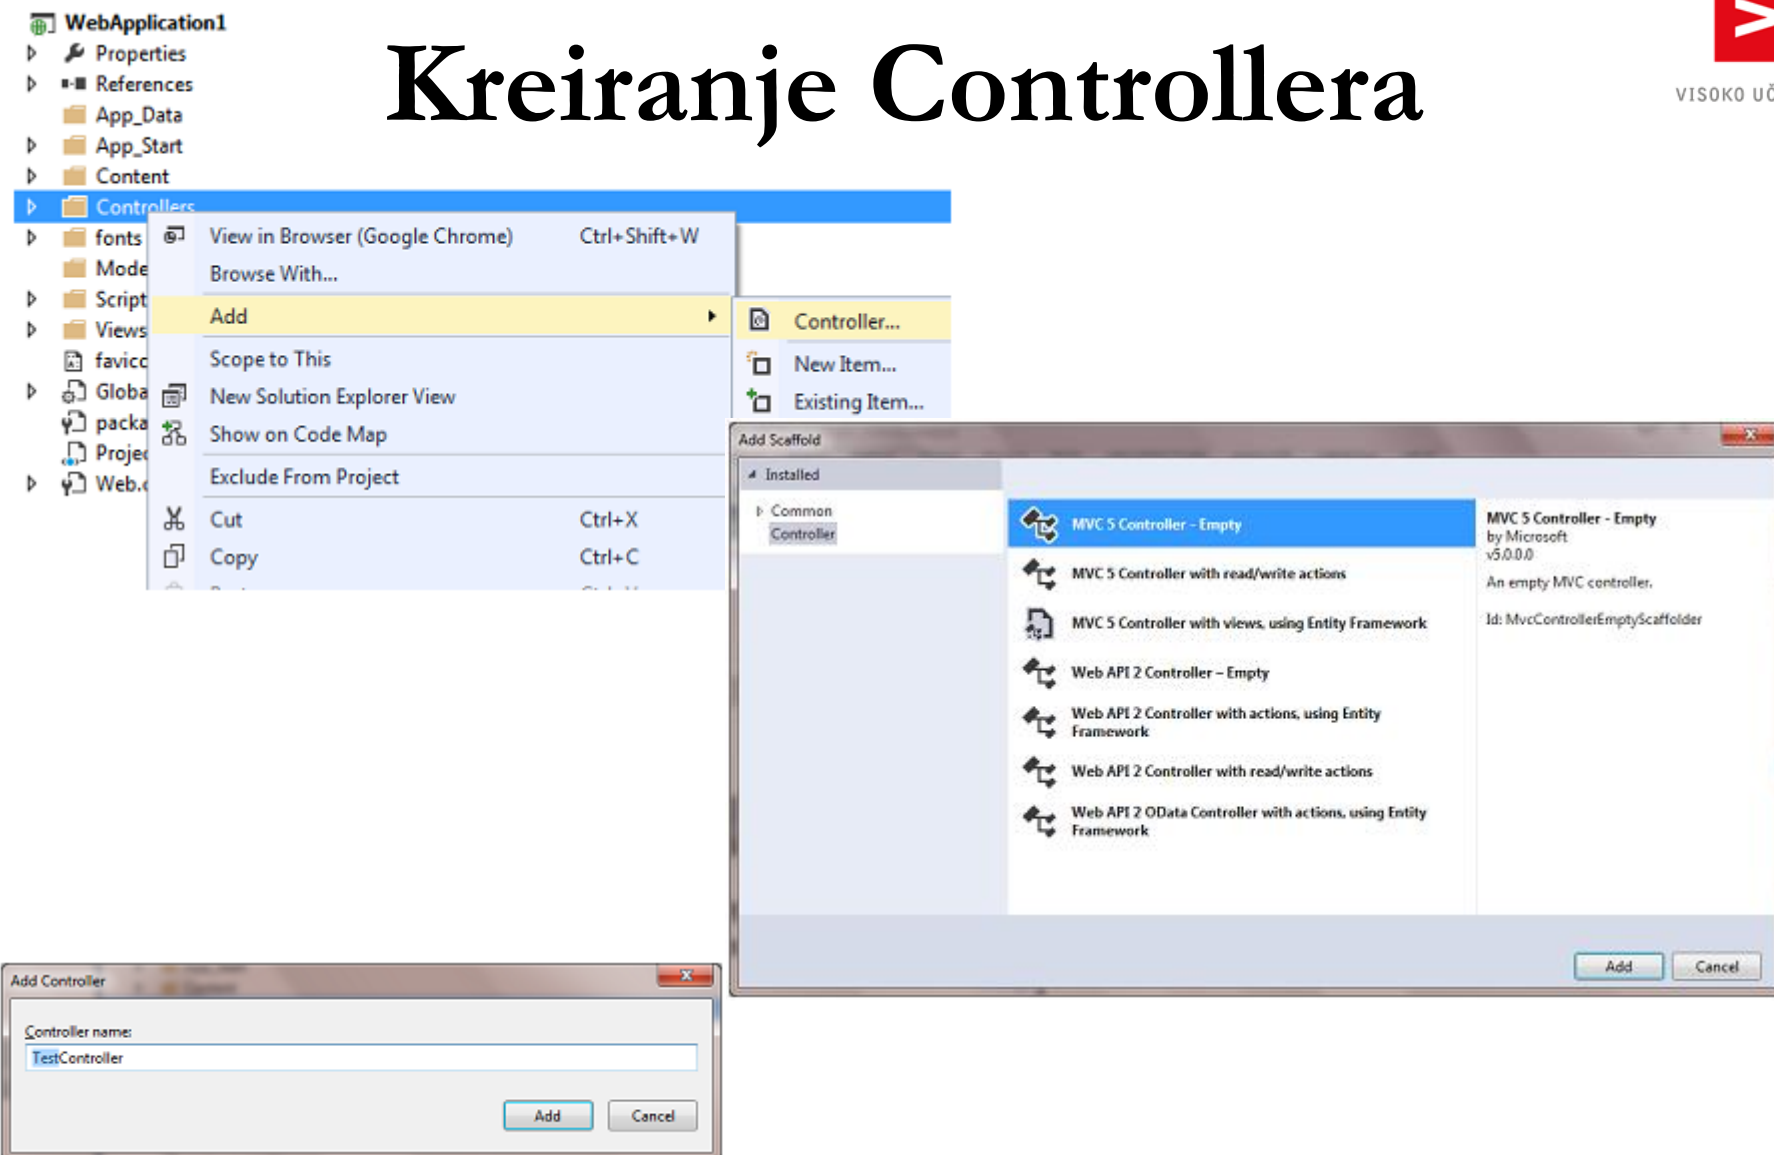 WebApplication1
Kreiranje Controllera
VISOKO
Properties
References
App_Data
App_Start
Content
Controllers
fonts
View in Browser (Google Chrome) Ctrl+Shift+W
Browse With...
Add
Controller...
Scope to This
New Item...
New Solution Explorer View
Existing Item...
Show on Code Map
Exclude From Project
Cut Ctrl+X
Copy Ctrl+C
Views
Add Scaffold
Installed
Common
Controller
MVC 5 Controller - Empty
MVC 5 Controller with read/write actions
MVC 5 Controller with views, using Entity Framework
Web API 2 Controller – Empty
Web API 2 Controller with actions, using Entity
Framework
Web API 2 Controller with read/write actions
Web API 2 OData Controller with actions, using Entity
Framework
MVC 5 Controller - Empty
by Microsoft
v5.0.0.0
An empty MVC controller.
Id: MvcControllerEmptyScaffolder
Add Cancel
Add Controller
Controller name:
TestController
Add Cancel